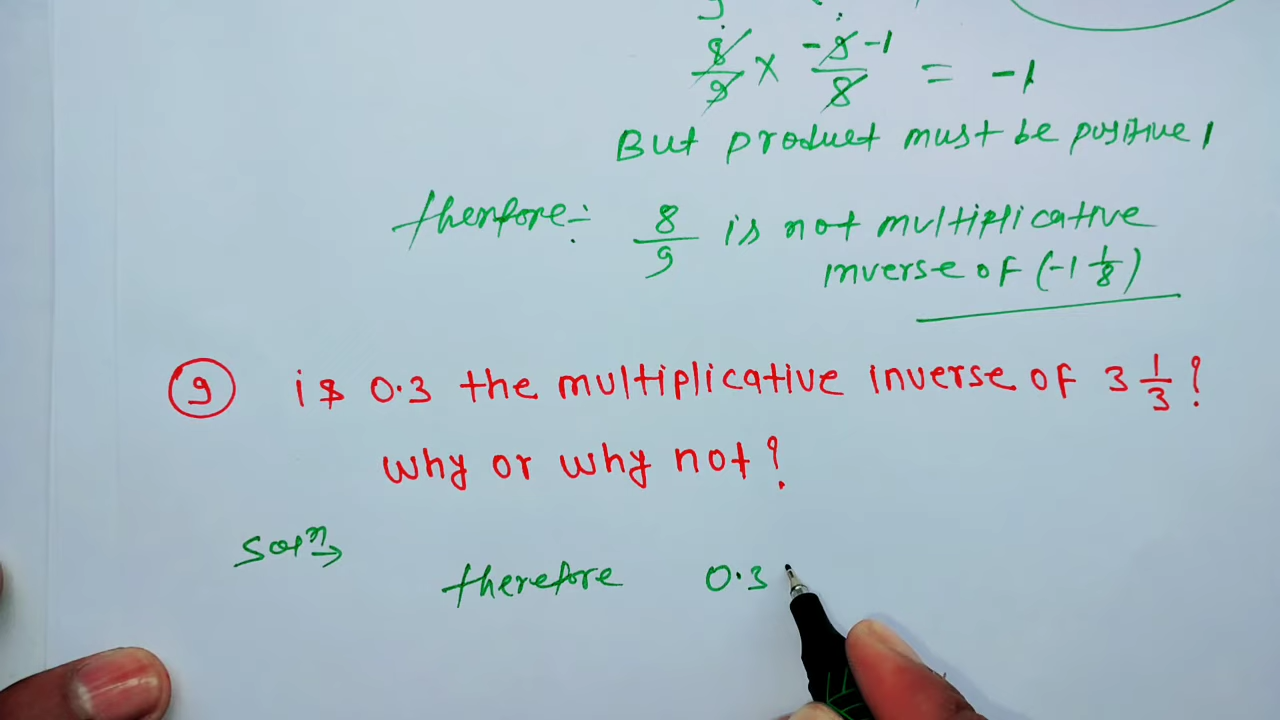 8/9 × -9/8 -1 = -1
But product must be positive 1
therefore:- 8/9 is not multiplicative
inverse of (-1 1/8)
9 is 0.3 the multiplicative inverse of 3 1/3?
why or why not?
Solⁿ→
therefore 0.3